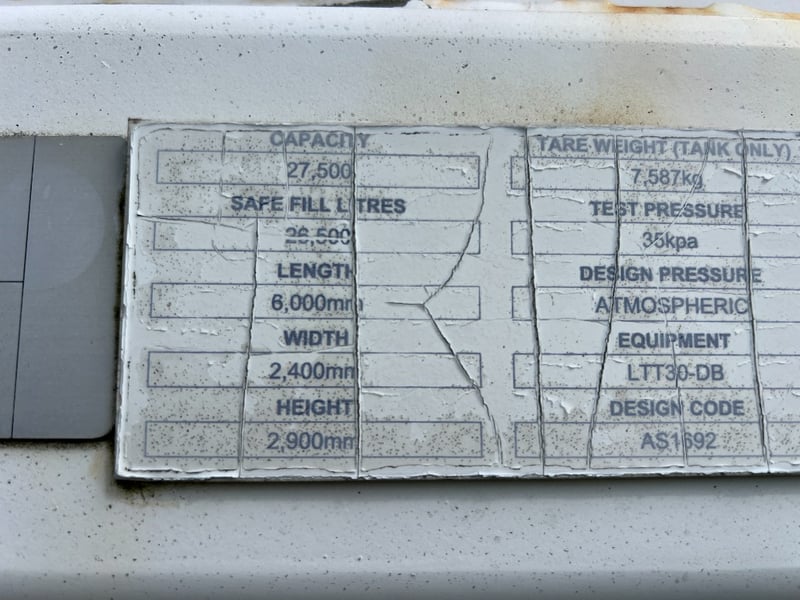 CAPACITY
27,500
SAFE FILL LITRES
26,500
LENGTH
6,000mm
WIDTH
2,400mm
HEIGHT
2,900mm
TARE WEIGHT (TANK ONLY)
7,587kg
TEST PRESSURE
35kpa
DESIGN PRESSURE
ATMOSPHERIC
EQUIPMENT
LTT30-DB
DESIGN CODE
AS1692